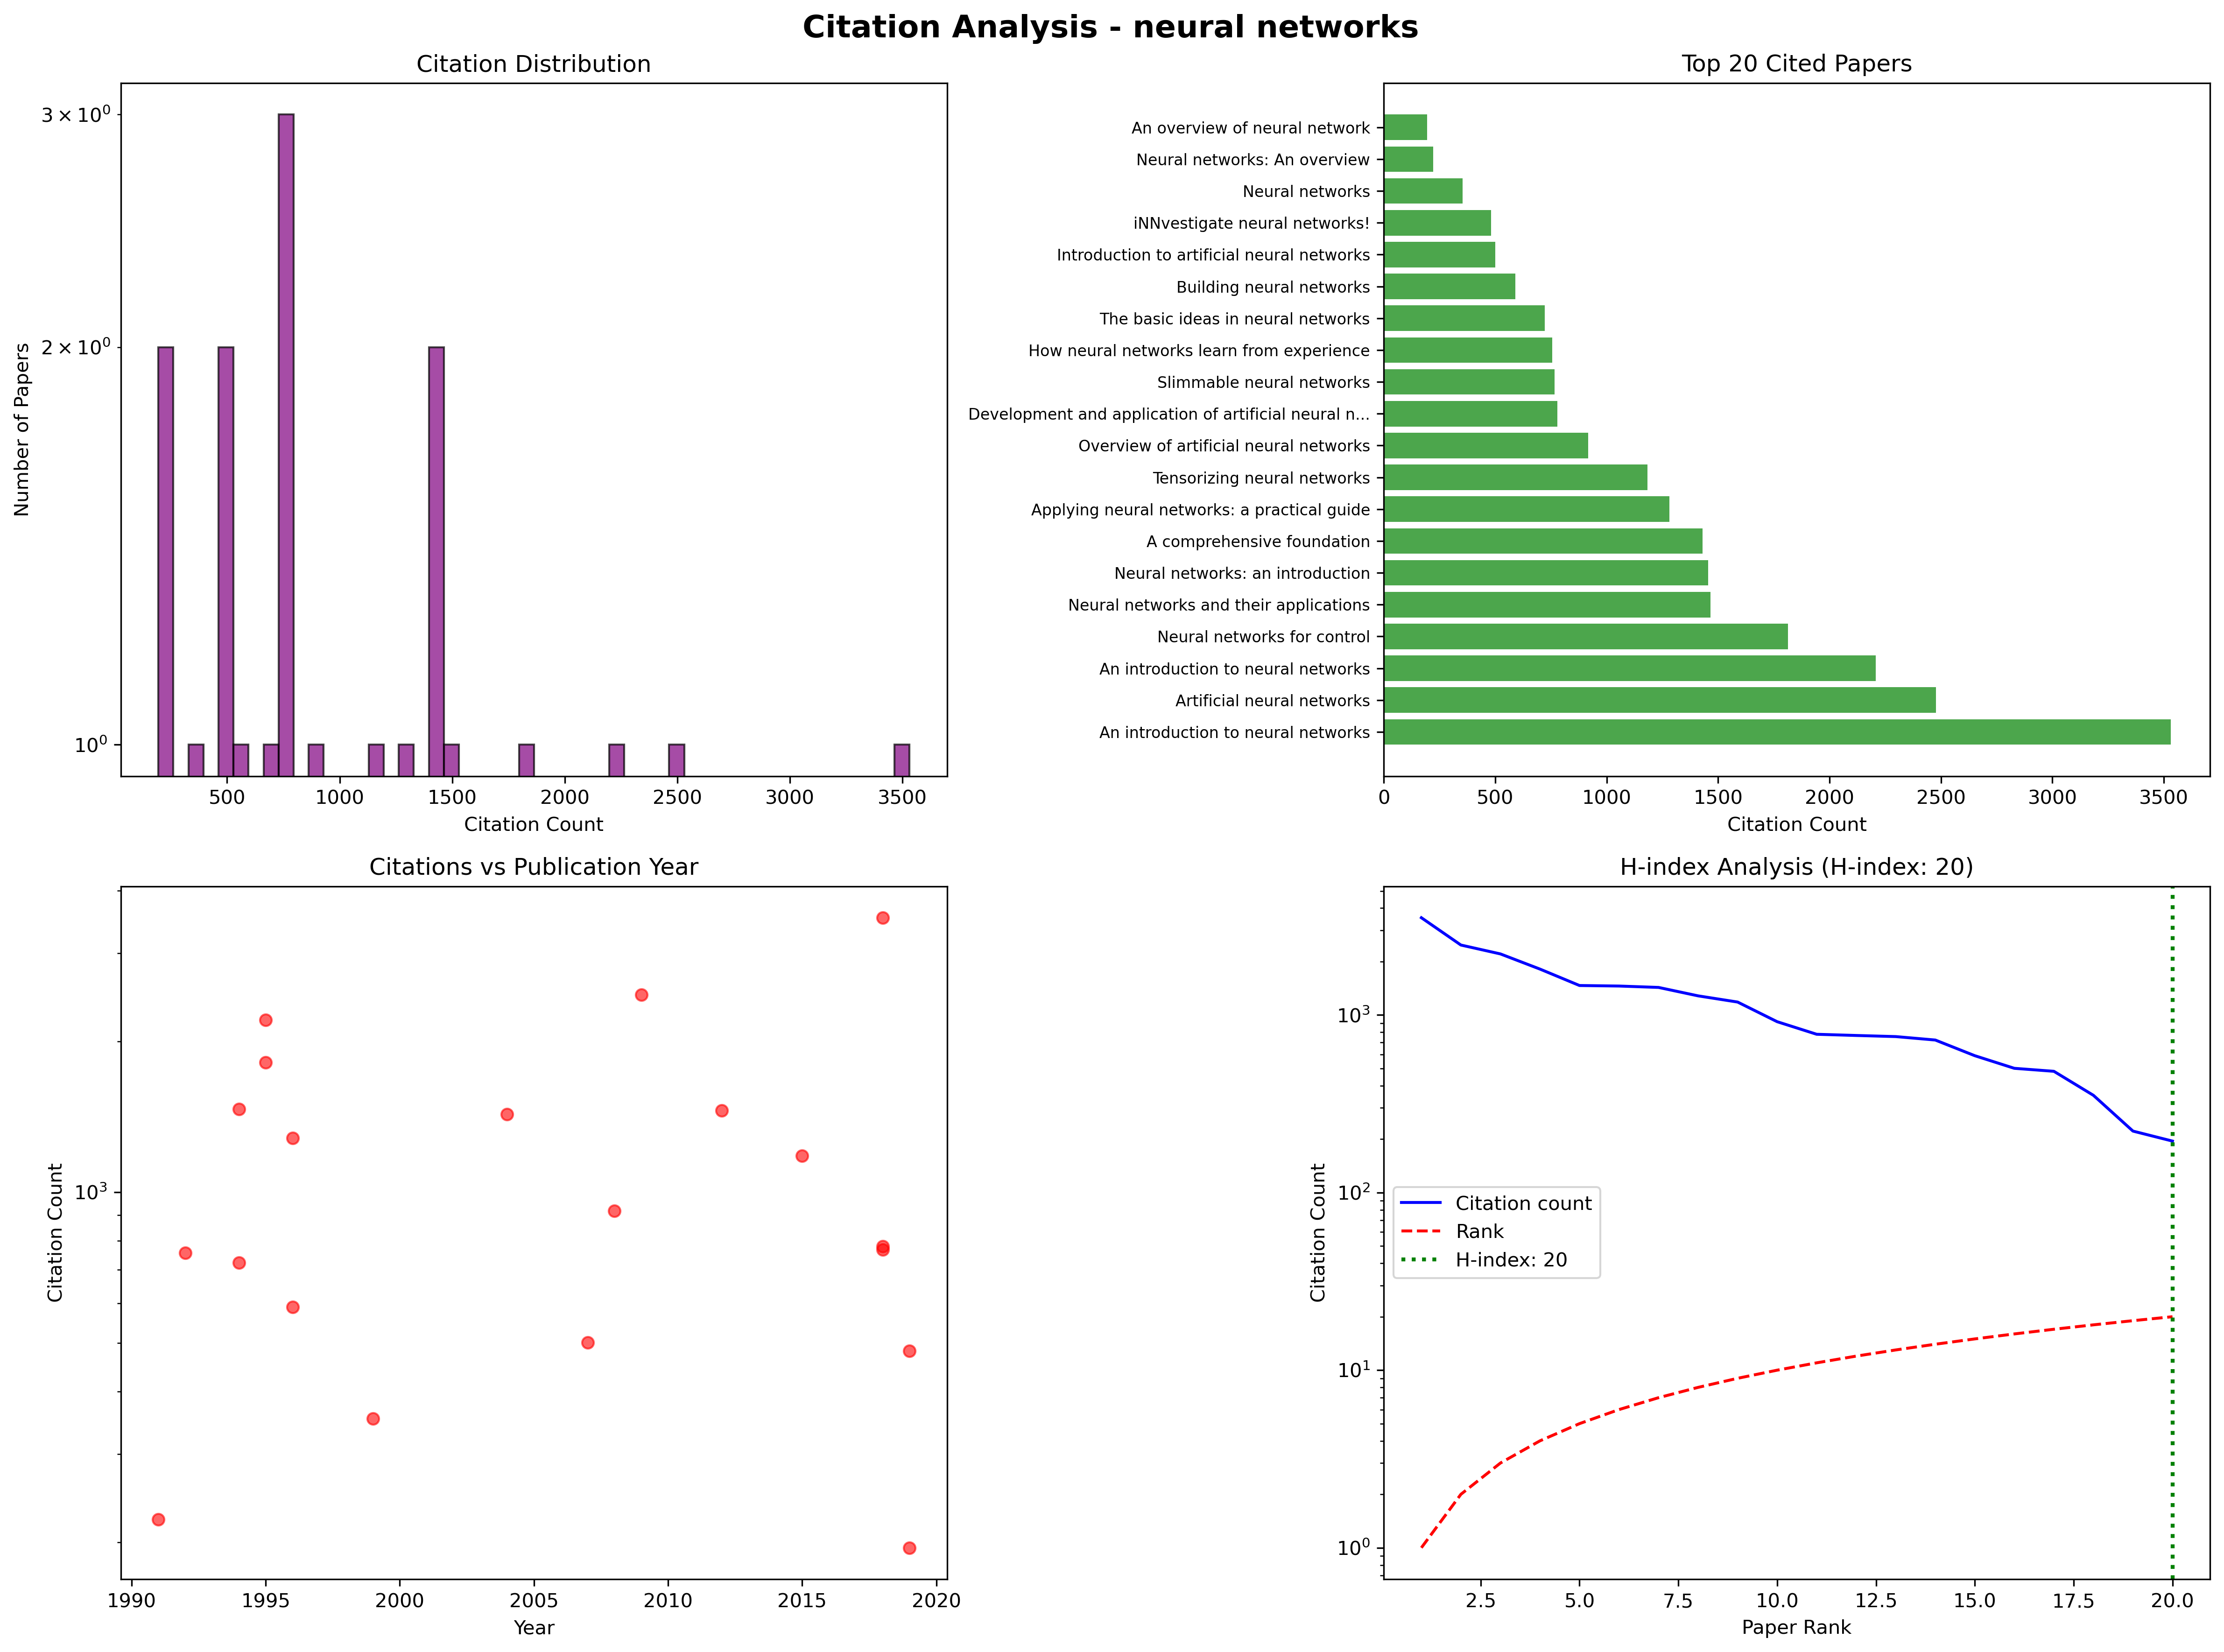 Citation Analysis - neural networks
Citation Distribution
3 × 10⁰
2 × 10⁰
10⁰
Number of Papers
500 1000 1500 2000 2500 3000 3500
Citation Count
Top 20 Cited Papers
An overview of neural network
Neural networks: An overview
Neural networks
iNNvestigate neural networks!
Introduction to artificial neural networks
Building neural networks
The basic ideas in neural networks
How neural networks learn from experience
Slimmable neural networks
Development and application of artificial neural n...
Overview of artificial neural networks
Tensorizing neural networks
Applying neural networks: a practical guide
A comprehensive foundation
Neural networks: an introduction
Neural networks and their applications
Neural networks for control
An introduction to neural networks
Artificial neural networks
An introduction to neural networks
0 500 1000 1500 2000 2500 3000 3500
Citation Count
Citations vs Publication Year
Citation Count
10³
1990 1995 2000 2005 2010 2015 2020
Year
H-index Analysis (H-index: 20)
Citation Count
10³
10²
10¹
10⁰
Citation count
Rank
H-index: 20
2.5 5.0 7.5 10.0 12.5 15.0 17.5 20.0
Paper Rank